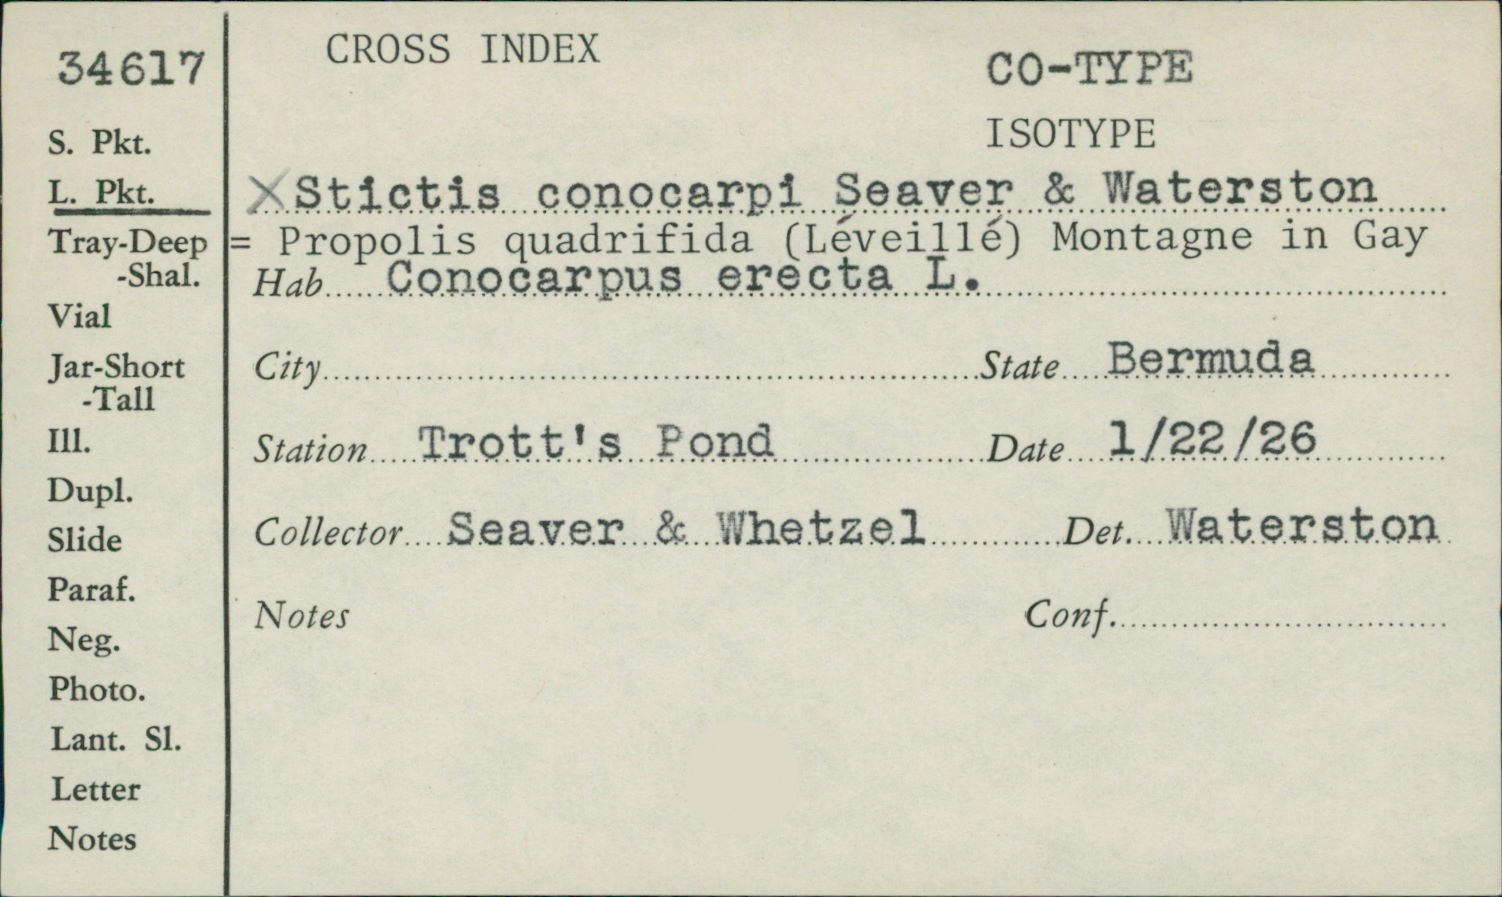 34617
CROSS INDEX
CO-TYPE
ISOTYPE
S. Pkt.
L. Pkt.
Tray-Deep
-Shal.
Vial
Jar-Short
-Tall
Ill.
Dupl.
Slide
Paraf.
Neg.
Photo.
Lant. Sl.
Letter
Notes
X Stictis conocarpi Seaver & Waterston
= Propolis quadrifida (Léveillé) Montagne in Gay
Hab Conocarpus erecta L.
City State Bermuda
Station Trott's Pond Date 1/22/26
Collector Seaver & Whetzel Det. Waterston
Notes Conf.